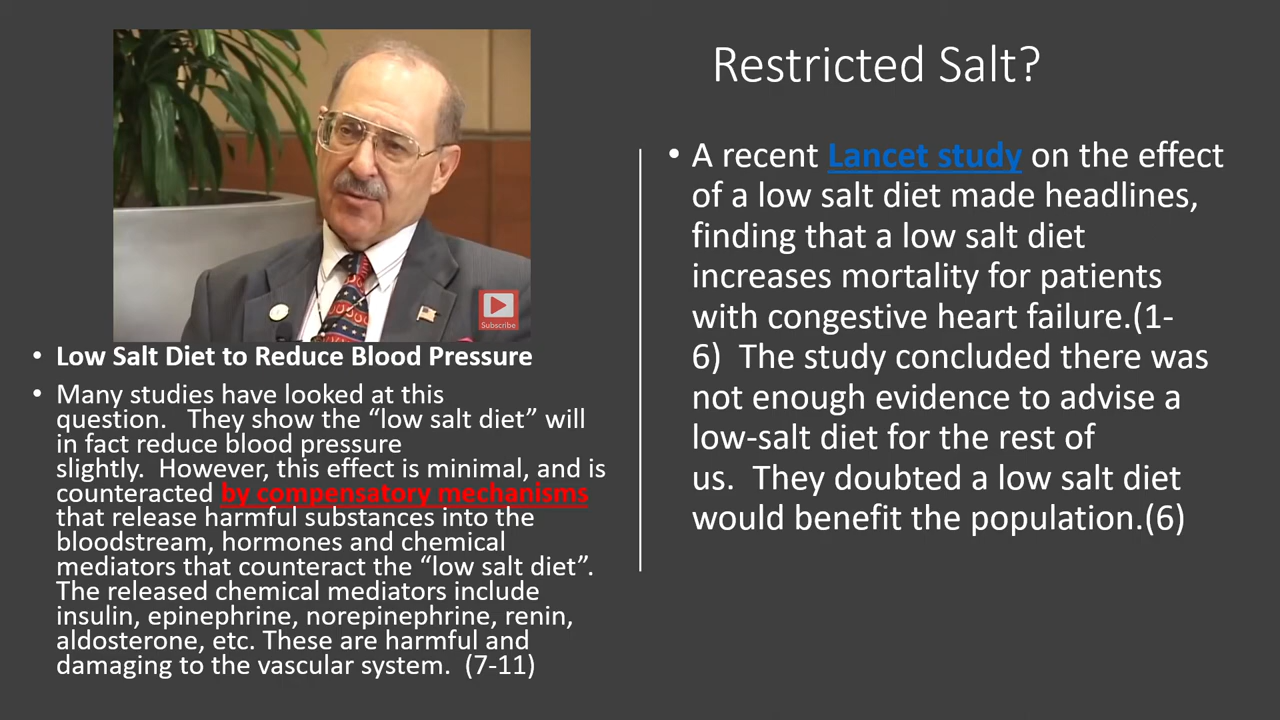 Restricted Salt?
Subscribe
• Low Salt Diet to Reduce Blood Pressure
• Many studies have looked at this
question.   They show the “low salt diet” will
in fact reduce blood pressure
slightly.  However, this effect is minimal, and is
counteracted by compensatory mechanisms
that release harmful substances into the
bloodstream, hormones and chemical
mediators that counteract the “low salt diet”.
The released chemical mediators include
insulin, epinephrine, norepinephrine, renin,
aldosterone, etc. These are harmful and
damaging to the vascular system.  (7-11)
• A recent Lancet study on the effect
of a low salt diet made headlines,
finding that a low salt diet
increases mortality for patients
with congestive heart failure.(1-
6)  The study concluded there was
not enough evidence to advise a
low-salt diet for the rest of
us.  They doubted a low salt diet
would benefit the population.(6)